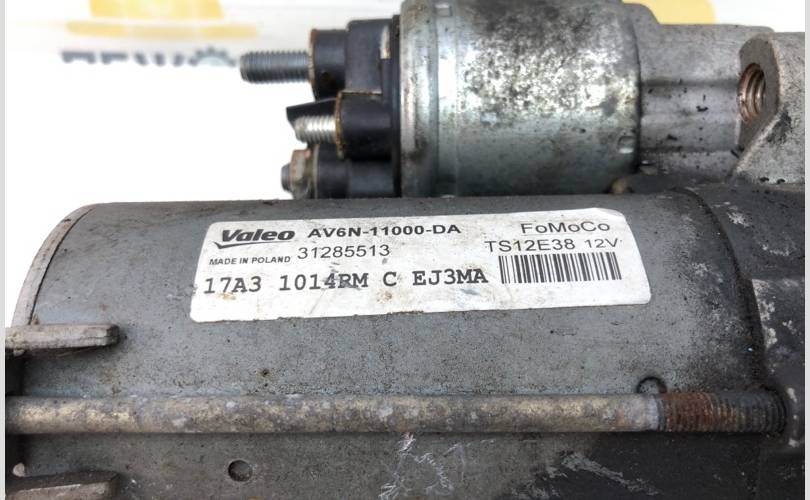 Valeo AV6N-11000-DA FoMoCo
MADE IN POLAND 31285513 TS12E38 12V
17A3 1014RM C EJ3MA